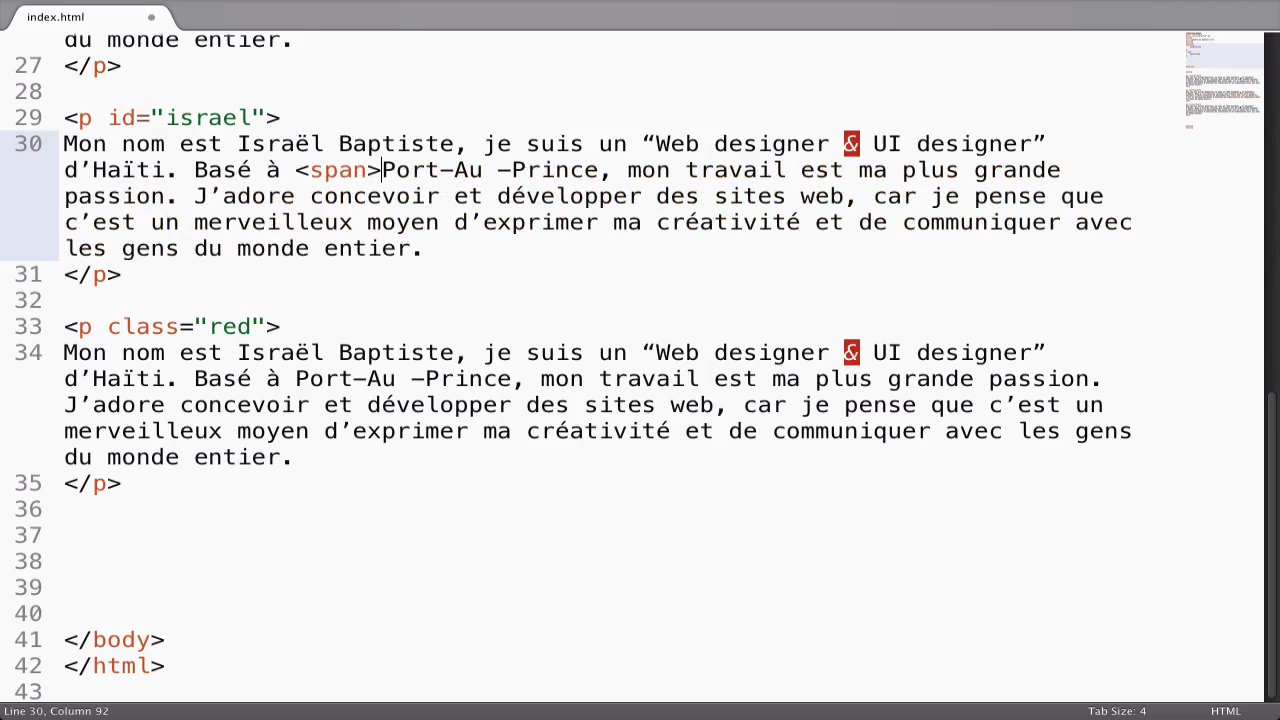 index.html
du monde entier.
27 </p>
28
29 <p id="israel">
30 Mon nom est Israël Baptiste, je suis un “Web designer & UI designer”
d’Haïti. Basé à <span>Port–Au –Prince, mon travail est ma plus grande
passion. J’adore concevoir et développer des sites web, car je pense que
c’est un merveilleux moyen d’exprimer ma créativité et de communiquer avec
les gens du monde entier.
31 </p>
32
33 <p class="red">
34 Mon nom est Israël Baptiste, je suis un “Web designer & UI designer”
d’Haïti. Basé à Port–Au –Prince, mon travail est ma plus grande passion.
J’adore concevoir et développer des sites web, car je pense que c’est un
merveilleux moyen d’exprimer ma créativité et de communiquer avec les gens
du monde entier.
35 </p>
36
37
38
39
40
41 </body>
42 </html>
43
Line 30, Column 92 Tab Size: 4 HTML